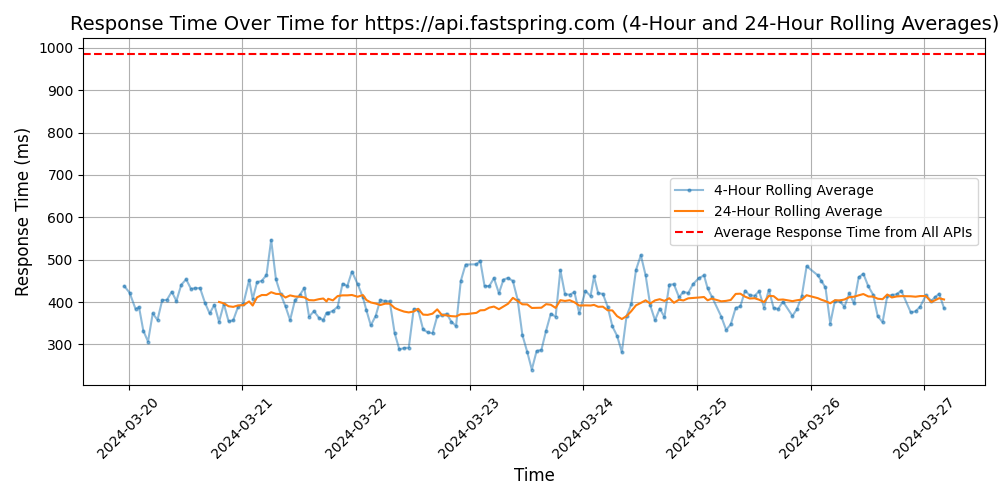 Response Time Over Time for https://api.fastspring.com (4-Hour and 24-Hour Rolling Averages)
Response Time (ms)
1000
900
800
700
600
500
400
300
4-Hour Rolling Average
24-Hour Rolling Average
Average Response Time from All APIs
2024-03-20
2024-03-21
2024-03-22
2024-03-23
2024-03-24
2024-03-25
2024-03-26
2024-03-27
Time